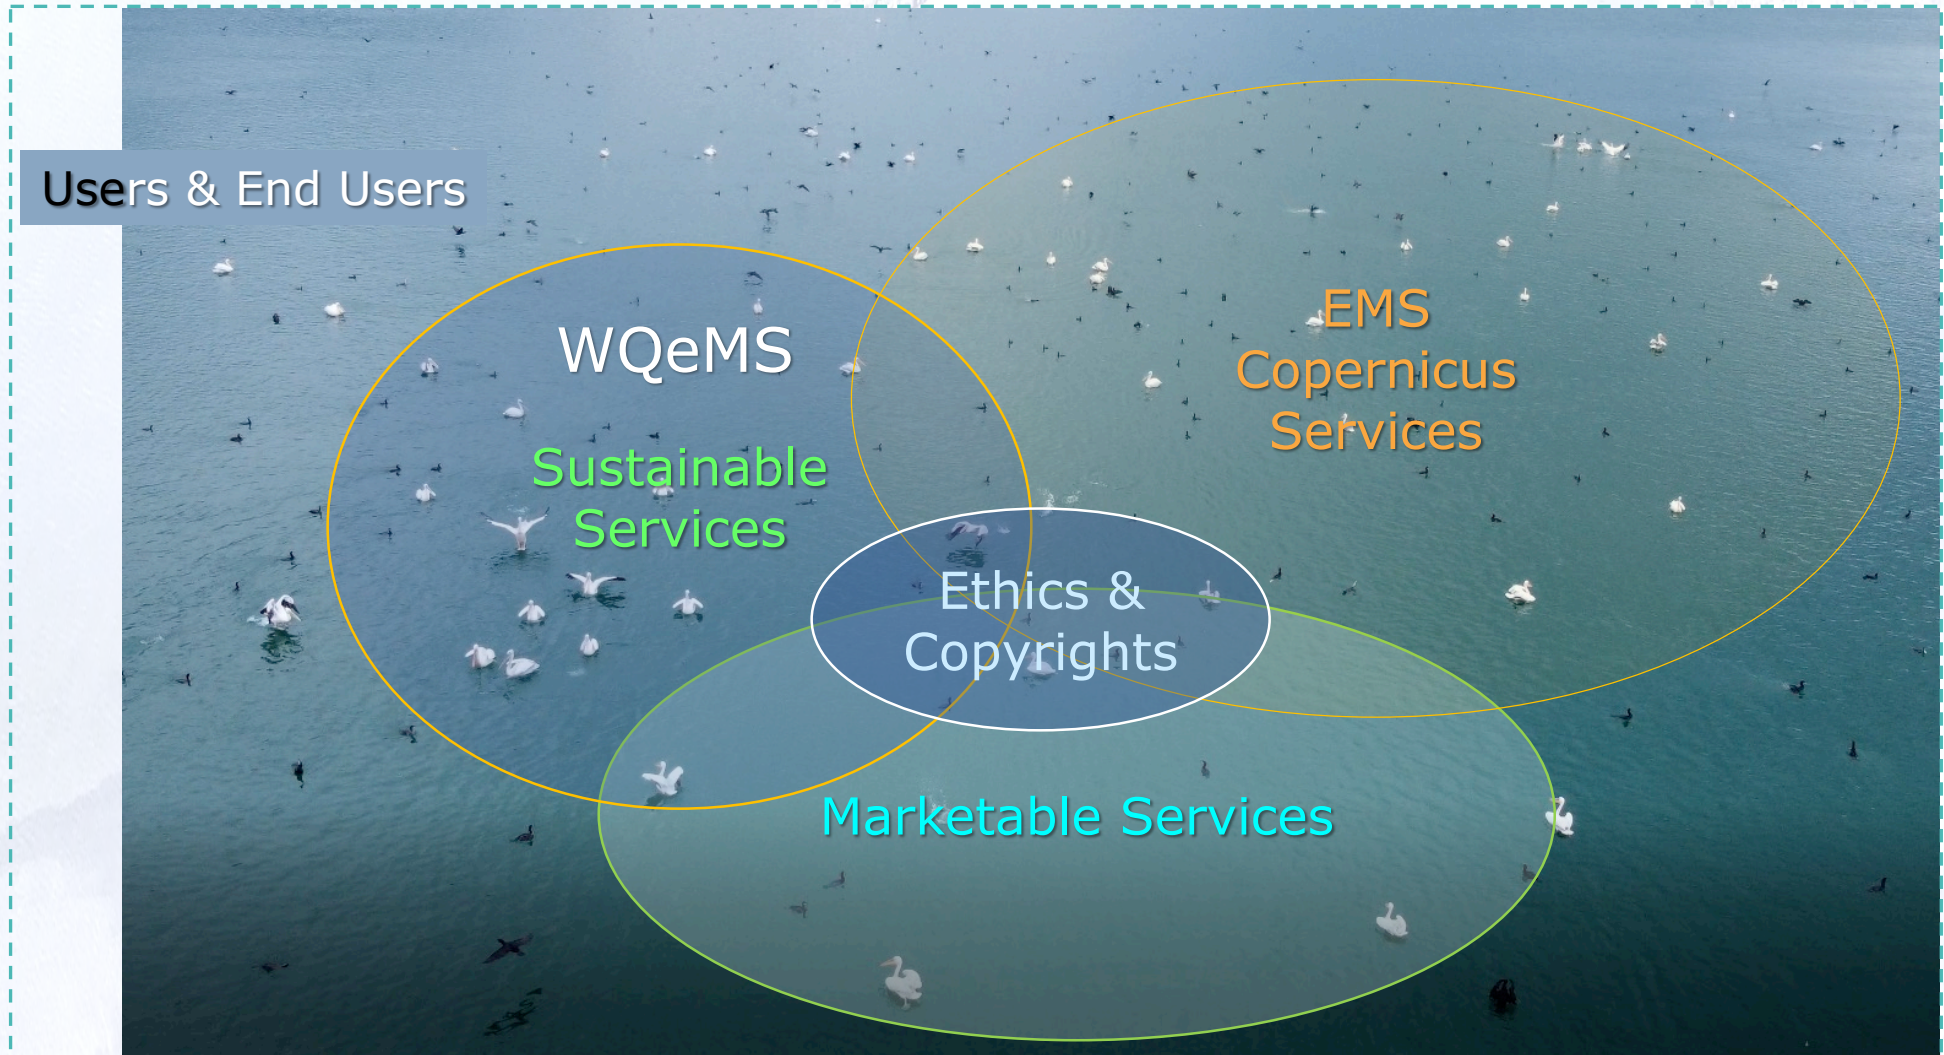 Users & End Users
WQeMS
Sustainable
Services
EMS
Copernicus
Services
Ethics &
Copyrights
Marketable Services